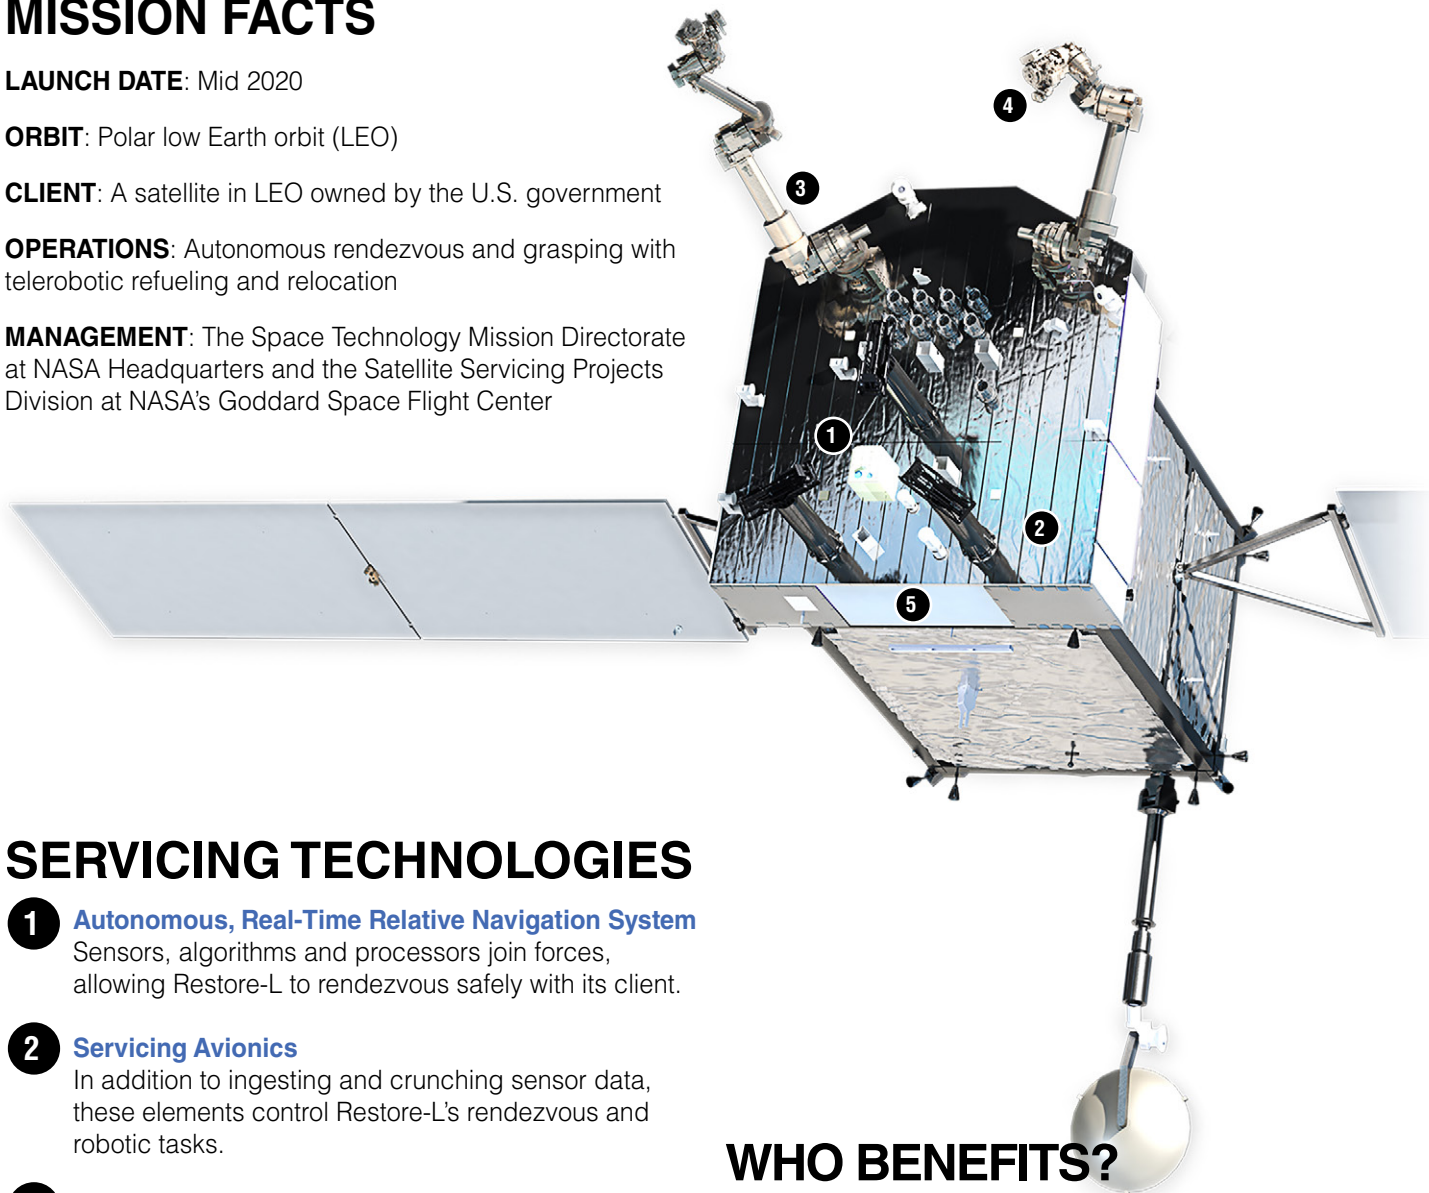 MISSION FACTS
LAUNCH DATE: Mid 2020
ORBIT: Polar low Earth orbit (LEO)
CLIENT: A satellite in LEO owned by the U.S. government
OPERATIONS: Autonomous rendezvous and grasping with
telerobotic refueling and relocation
MANAGEMENT: The Space Technology Mission Directorate
at NASA Headquarters and the Satellite Servicing Projects
Division at NASA's Goddard Space Flight Center
4
3
1
2
5
SERVICING TECHNOLOGIES
1 Autonomous, Real-Time Relative Navigation System
Sensors, algorithms and processors join forces,
allowing Restore-L to rendezvous safely with its client.
2 Servicing Avionics
In addition to ingesting and crunching sensor data,
these elements control Restore-L's rendezvous and
robotic tasks.
WHO BENEFITS?